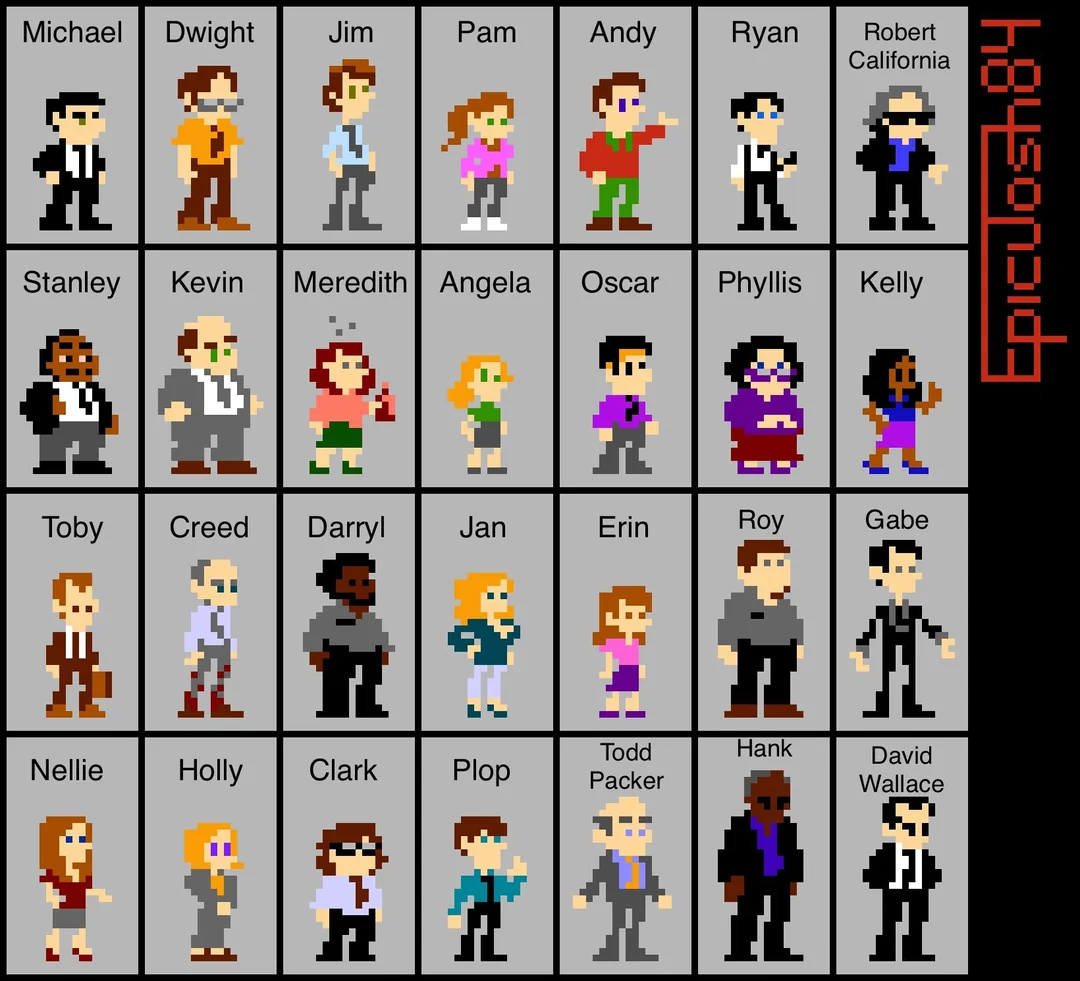 Michael
Dwight
Jim
Pam
Andy
Ryan
Robert
California
Stanley
Kevin
Meredith
Angela
Oscar
Phyllis
Kelly
Toby
Creed
Darryl
Jan
Erin
Roy
Gabe
Nellie
Holly
Clark
Plop
Todd
Packer
Hank
David
Wallace
EpicJosh84